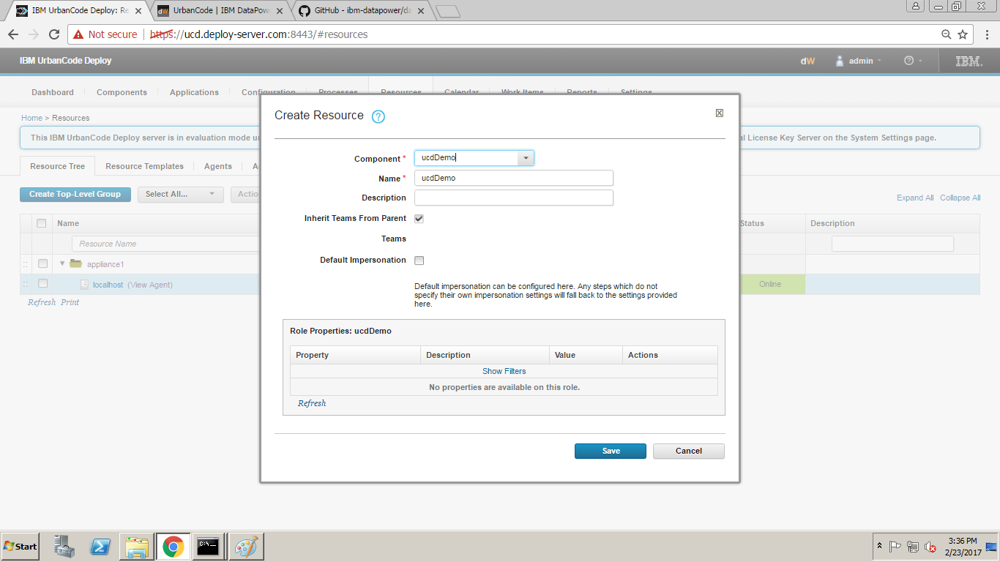 IBM UrbanCode Deploy: Re
UrbanCode | IBM DataPow
GitHub - ibm-datapower/da
Not secure https://ucd.deploy-server.com:8443/#resources
IBM UrbanCode Deploy
dW admin IBM.
Dashboard Components Applications Configuration Processes Resources Calendar Work Items Reports Settings
Home > Resources
This IBM UrbanCode Deploy server is in evaluation mode
al License Key Server on the System Settings page.
Resource Tree Resource Templates Agents A
Create Top-Level Group Select All... Actio
Expand All Collapse All
Name Status Description
Resource Name
appliance1
localhost (View Agent) Online
Refresh Print
Create Resource ?
Component * ucdDemo
Name * ucdDemo
Description
Inherit Teams From Parent
Teams
Default Impersonation
Default impersonation can be configured here. Any steps which do not
specify their own impersonation settings will fall back to the settings provided
here.
Role Properties: ucdDemo
Property Description Value Actions
Show Filters
No properties are available on this role.
Refresh
Save Cancel
Start
C:\
3:36 PM
2/23/2017